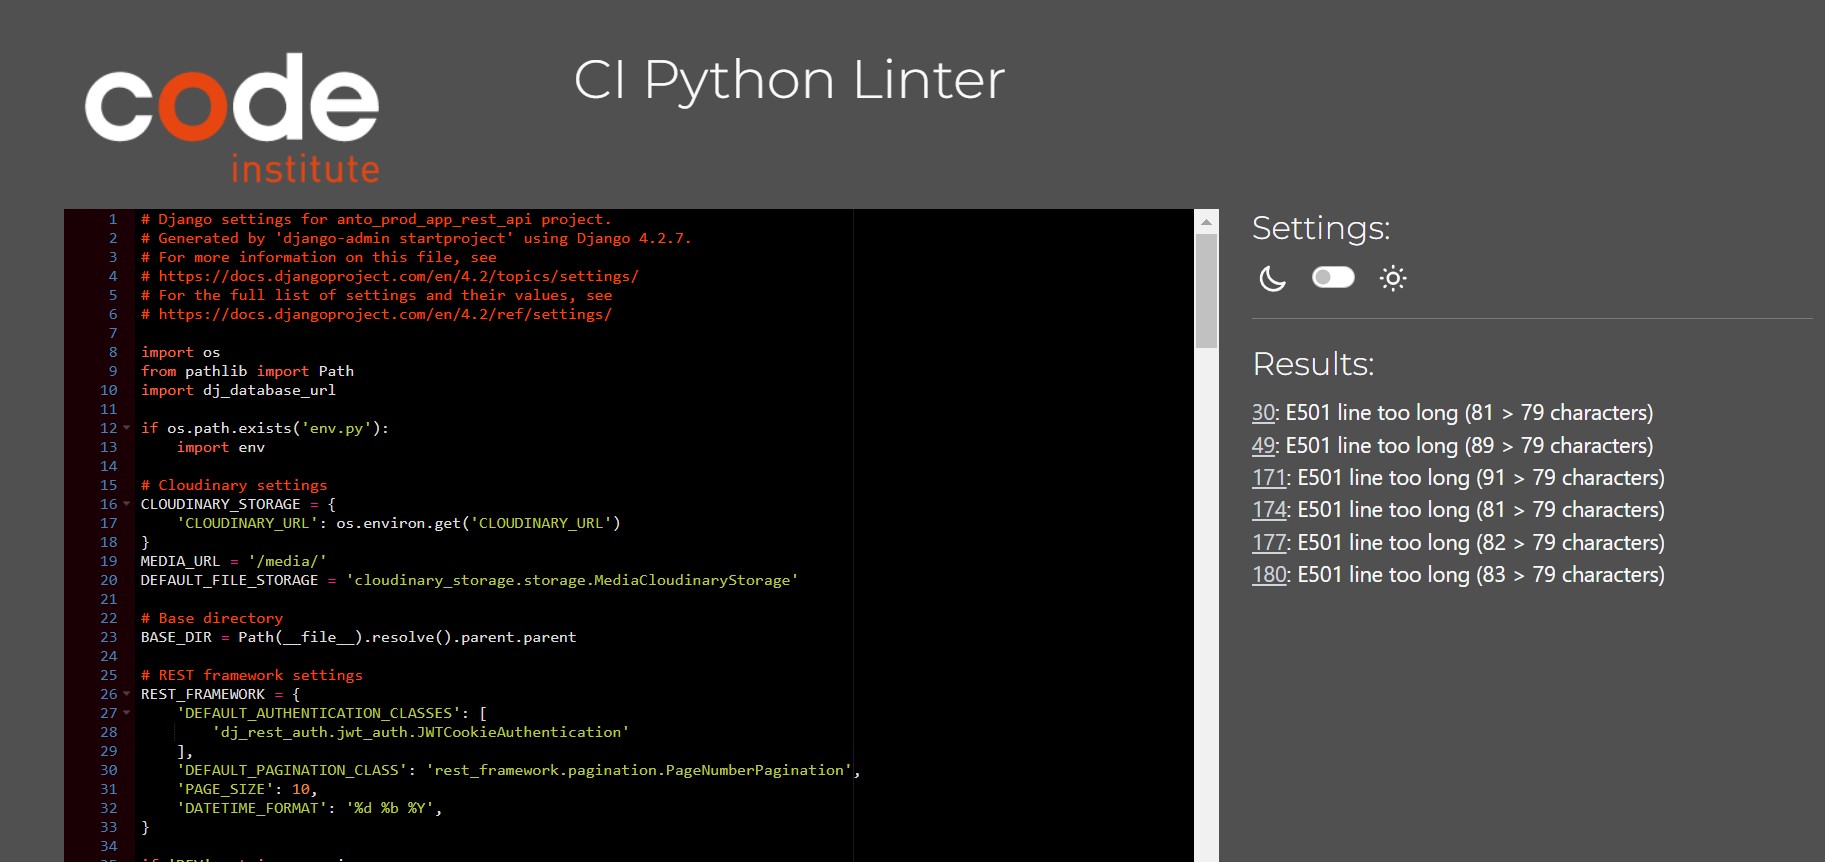 code
institute
CI Python Linter
1 # Django settings for anto_prod_app_rest_api project.
2 # Generated by 'django-admin startproject' using Django 4.2.7.
3 # For more information on this file, see
4 # https://docs.djangoproject.com/en/4.2/topics/settings/
5 # For the full list of settings and their values, see
6 # https://docs.djangoproject.com/en/4.2/ref/settings/
7
8 import os
9 from pathlib import Path
10 import dj_database_url
11
12 if os.path.exists('env.py'):
13     import env
14
15 # Cloudinary settings
16 CLOUDINARY_STORAGE = {
17     'CLOUDINARY_URL': os.environ.get('CLOUDINARY_URL')
18 }
19 MEDIA_URL = '/media/'
20 DEFAULT_FILE_STORAGE = 'cloudinary_storage.storage.MediaCloudinaryStorage'
21
22 # Base directory
23 BASE_DIR = Path(__file__).resolve().parent.parent
24
25 # REST framework settings
26 REST_FRAMEWORK = {
27     'DEFAULT_AUTHENTICATION_CLASSES': [
28         'dj_rest_auth.jwt_auth.JWTCookieAuthentication'
29     ],
30     'DEFAULT_PAGINATION_CLASS': 'rest_framework.pagination.PageNumberPagination',
31     'PAGE_SIZE': 10,
32     'DATETIME_FORMAT': '%d %b %Y',
33 }
34
Settings:
Results:
30: E501 line too long (81 > 79 characters)
49: E501 line too long (89 > 79 characters)
171: E501 line too long (91 > 79 characters)
174: E501 line too long (81 > 79 characters)
177: E501 line too long (82 > 79 characters)
180: E501 line too long (83 > 79 characters)